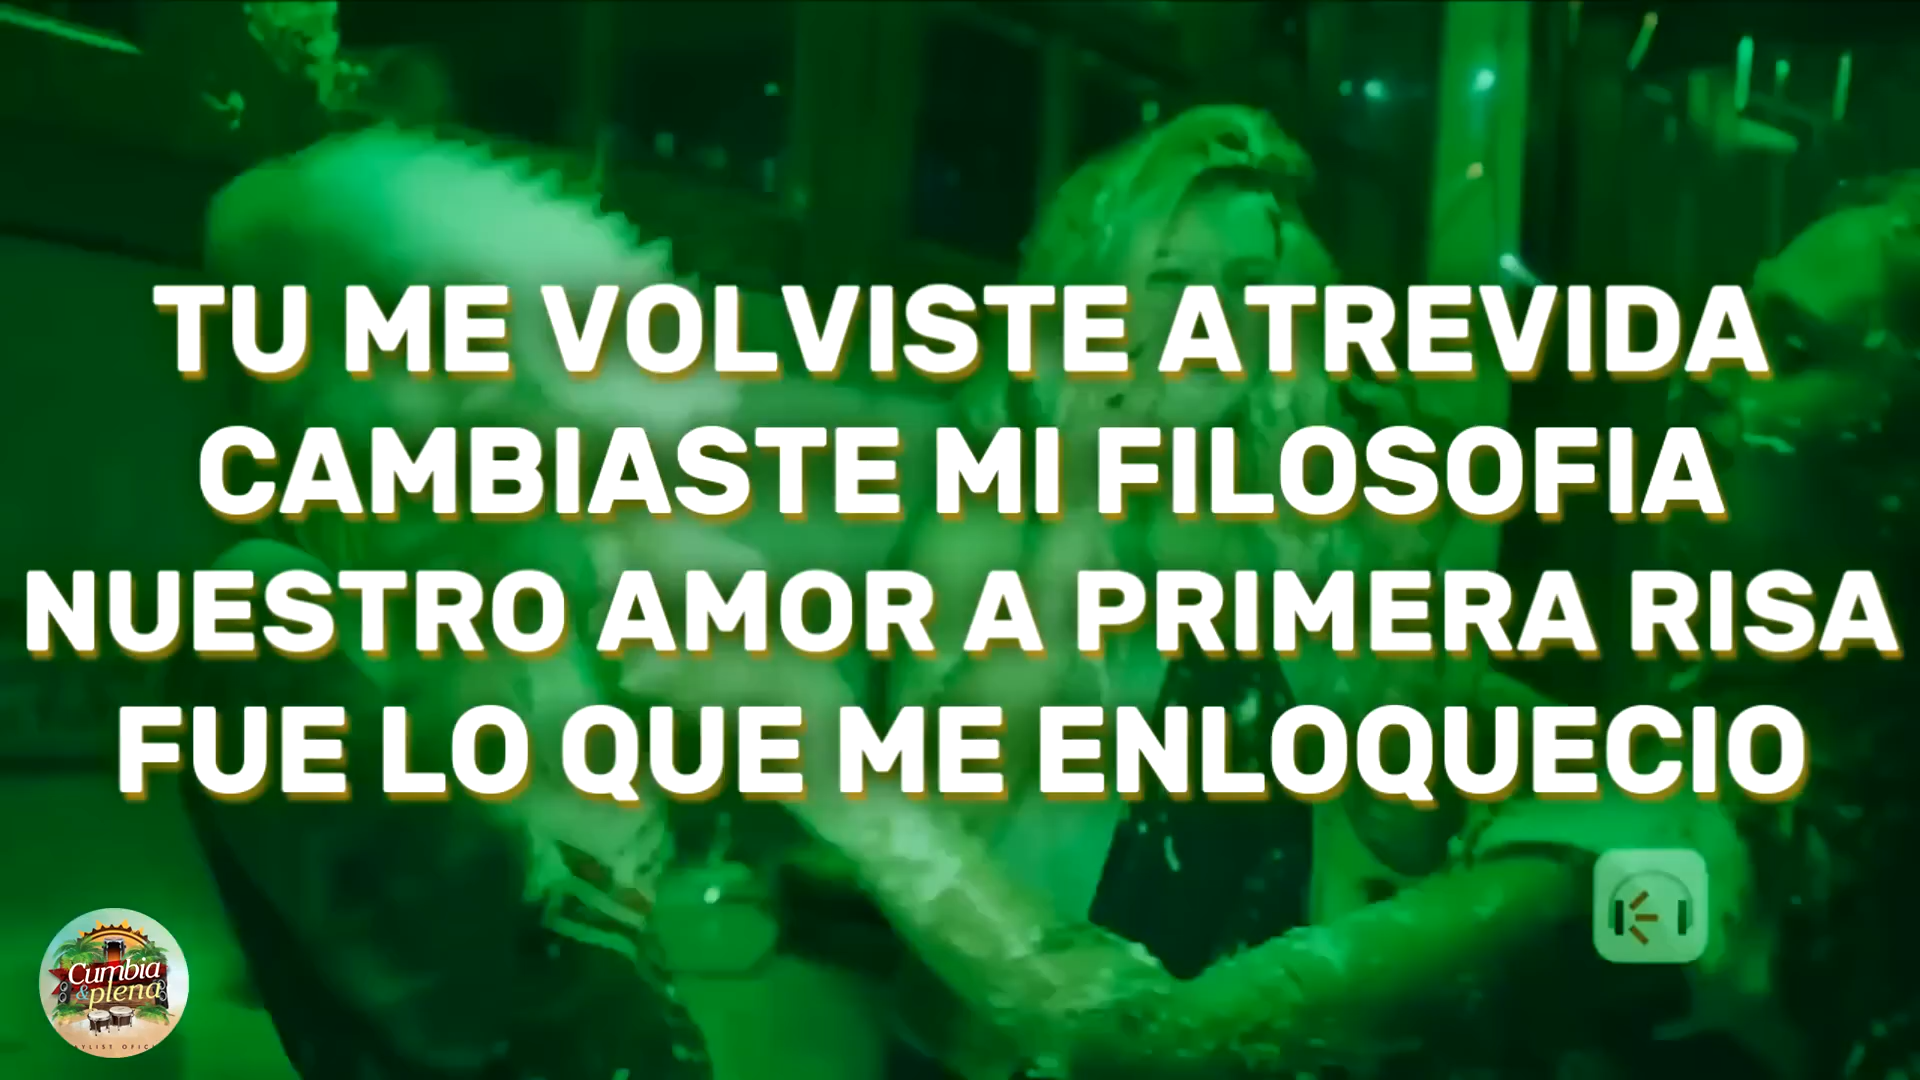 TU ME VOLVISTE ATREVIDA
CAMBIASTE MI FILOSOFIA
NUESTRO AMOR A PRIMERA RISA
FUE LO QUE ME ENLOQUECIO
Cumbia
& plena